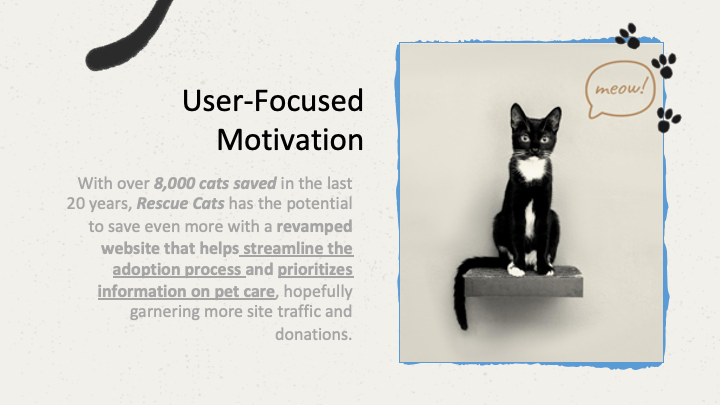 User-Focused
Motivation
With over 8,000 cats saved in the last
20 years, Rescue Cats has the potential
to save even more with a revamped
website that helps streamline the
adoption process and prioritizes
information on pet care, hopefully
garnering more site traffic and
donations.
meow!